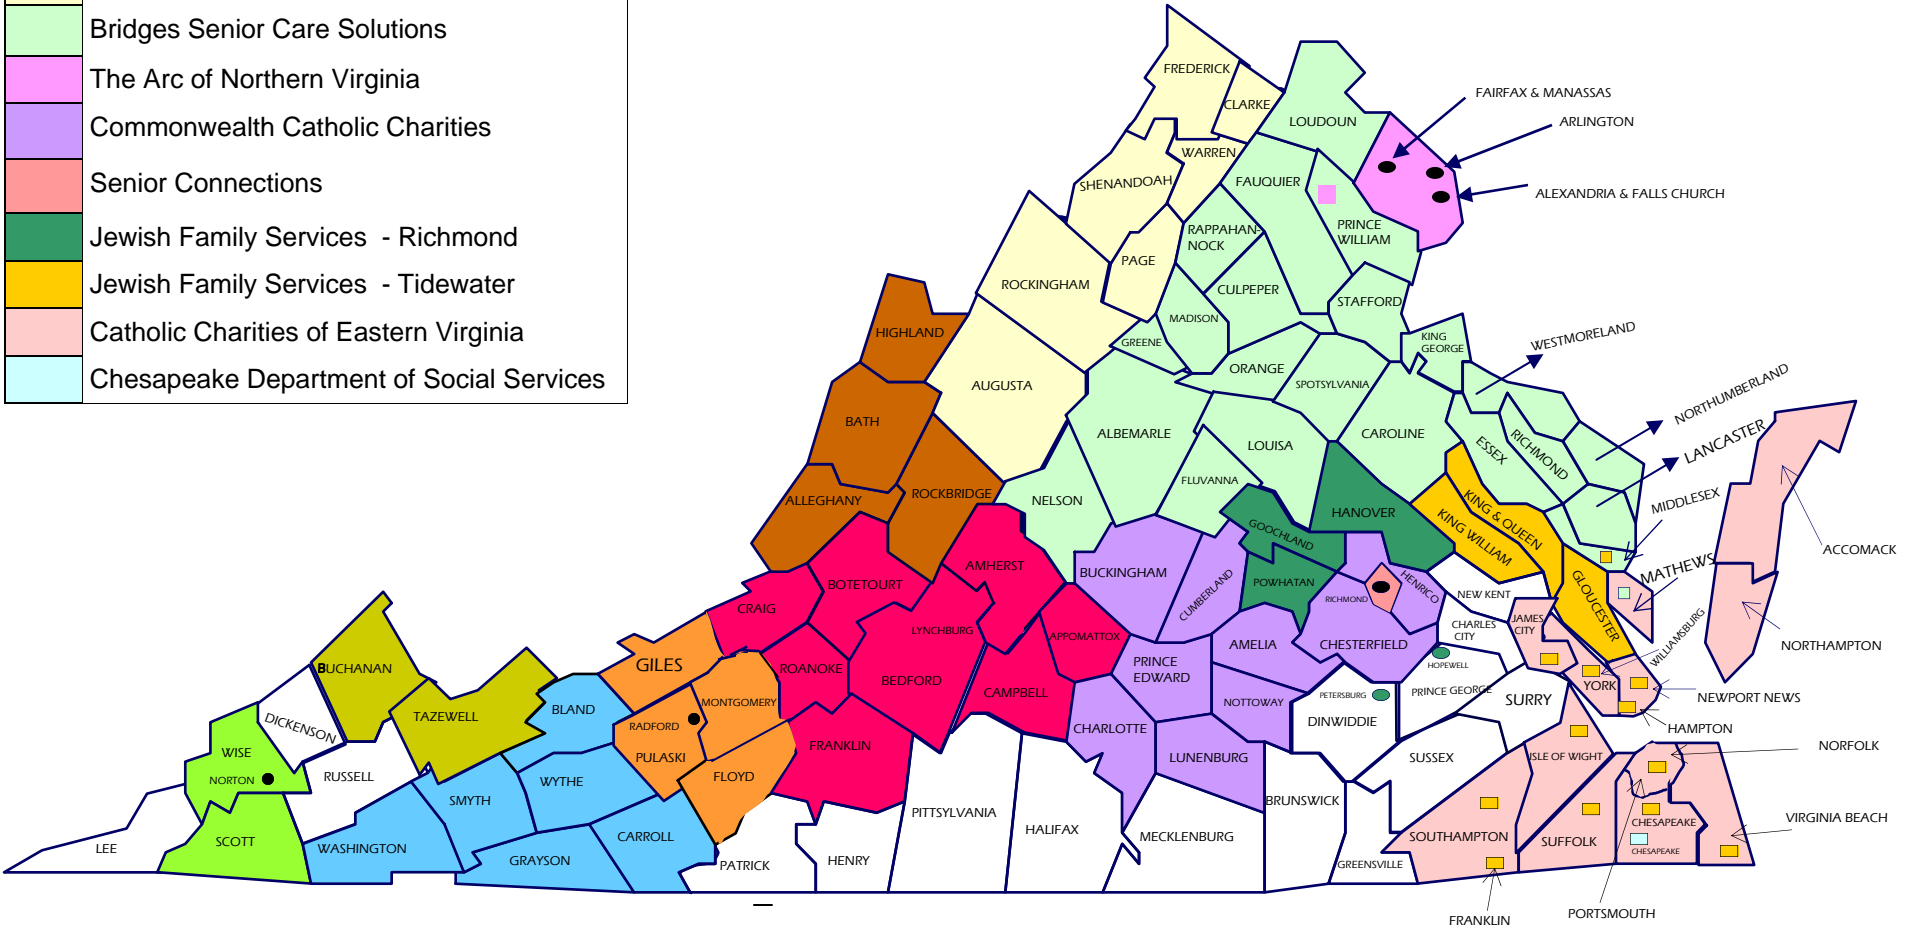 Bridges Senior Care Solutions
The Arc of Northern Virginia
Commonwealth Catholic Charities
Senior Connections
Jewish Family Services - Richmond
Jewish Family Services - Tidewater
Catholic Charities of Eastern Virginia
Chesapeake Department of Social Services
FREDERICK
CLARKE
FAIRFAX & MANASSAS
LOUDOUN
ARLINGTON
WARREN
SHENANDOAH
FAUQUIER
ALEXANDRIA & FALLS CHURCH
RAPPAHAN-
NOCK
PRINCE
WILLIAM
PAGE
ROCKINGHAM
CULPEPER
STAFFORD
MADISON
HIGHLAND
GREENE
KING
GEORGE
WESTMORELAND
ORANGE
AUGUSTA
SPOTSYLVANIA
NORTHUMBERLAND
BATH
ALBEMARLE
LOUISA
CAROLINE
ESSEX
RICHMOND
LANCASTER
FLUVANNA
ALLEGHANY
ROCKBRIDGE
NELSON
HANOVER
KING & QUEEN
KING WILLIAM
MIDDLESEX
GOOCHLAND
ACCOMACK
AMHERST
BUCKINGHAM
CUMBERLAND
POWHATAN
HENRICO
MATHEWS
BOTETOURT
CRAIG
RICHMOND
NEW KENT
GLOUCESTER
LYNCHBURG
APPOMATTOX
CHARLES
CITY
JAMES
CITY
WILLIAMSBURG
AMELIA
CHESTERFIELD
NORTHAMPTON
GILES
BUCHANAN
ROANOKE
BEDFORD
PRINCE
EDWARD
HOPEWELL
CAMPBELL
PETERSBURG
PRINCE GEORGE
YORK
NEWPORT NEWS
MONTGOMERY
NOTTOWAY
SURRY
BLAND
TAZEWELL
DINWIDDIE
DICKENSON
RADFORD
CHARLOTTE
HAMPTON
WISE
FRANKLIN
NORFOLK
PULASKI
LUNENBURG
SUSSEX
ISLE OF WIGHT
NORTON
RUSSELL
FLOYD
WYTHE
SMYTH
BRUNSWICK
PITTSYLVANIA
VIRGINIA BEACH
CHESAPEAKE
HALIFAX
MECKLENBURG
SOUTHAMPTON
CARROLL
SCOTT
SUFFOLK
LEE
WASHINGTON
CHESAPEAKE
GRAYSON
HENRY
PATRICK
GREENSVILLE
PORTSMOUTH
FRANKLIN